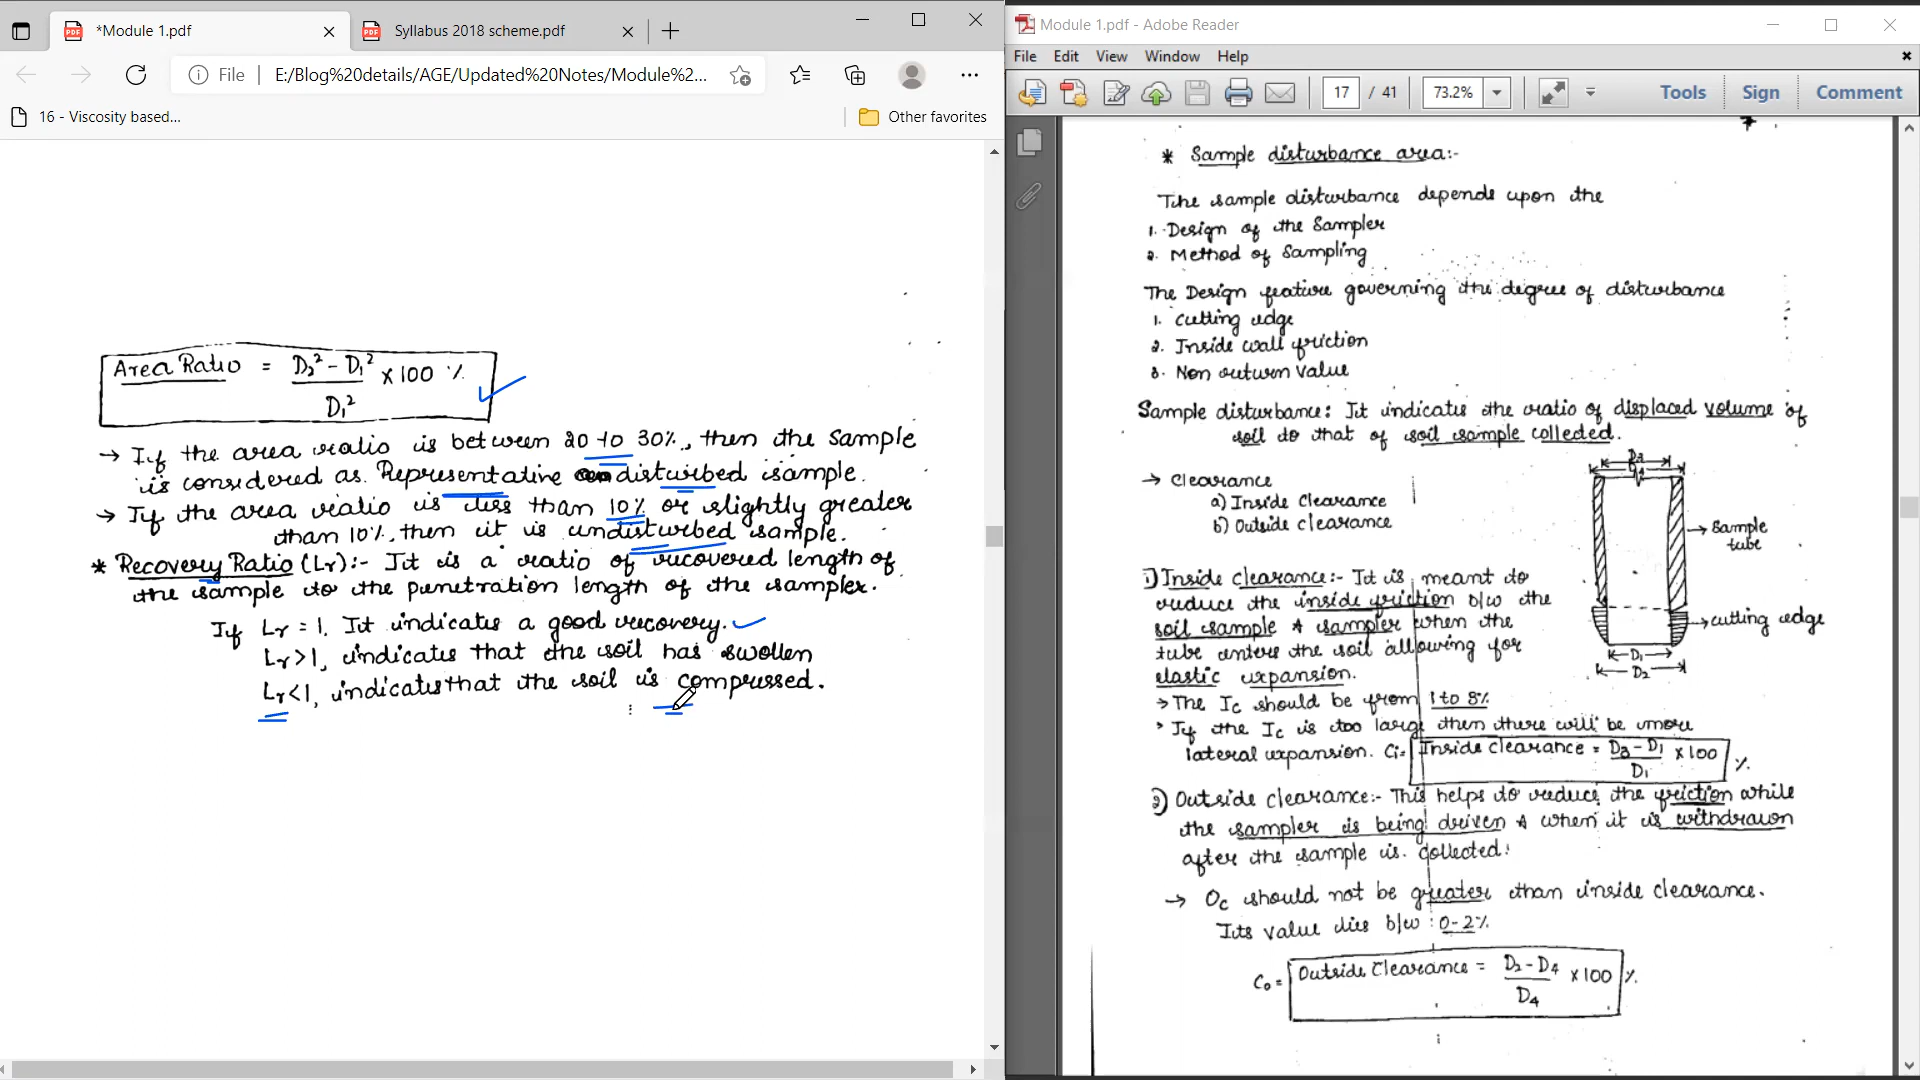 *Module 1.pdf
Syllabus 2018 scheme.pdf
File
E:/Blog%20details/AGE/Updated%20Notes/Module%2...
16 - Viscosity based...
Other favorites
Area Ratio = D₂² - D₁² / D₁² x 100 %
→ If the area ratio is between 20 to 30%, then the sample
is considered as Representative disturbed sample.
→ If the area ratio is less than 10% or slightly greater
than 10%, then it is undisturbed sample.
* Recovery Ratio (Lr):- It is a ratio of recovered length of
the sample to the penetration length of the sampler.
If Lr = 1. It indicates a good recovery.
Lr>1, indicates that the soil has swollen
Lr<1, indicates that the soil is compressed.
Module 1.pdf - Adobe Reader
File Edit View Window Help
17 / 41
73.2%
Tools Sign Comment
7
* Sample disturbance area:-
The sample disturbance depends upon the
1. Design of the Sampler
2. Method of Sampling
The Design feature governing the degree of disturbance
1. Cutting edge
2. Inside wall friction
3. Non return Value
Sample disturbance: It indicates the ratio of displaced volume of
soil to that of soil sample collected.
→ Clearance
a) Inside Clearance
b) Outside clearance
D₃
D₄
→ Sample
tube
→ cutting edge
D₁
D₂
1) Inside clearance:- It is meant to
reduce the inside friction b/w the
soil sample & sampler when the
tube enters the soil allowing for
elastic expansion.
→ The Ic should be from 1 to 8%
→ If the Ic is too large then there will be more
lateral expansion. Ci = Inside clearance = D₃ - D₁ / D₁ x 100 %.
2) Outside clearance:- This helps to reduce the friction while
the sampler is being driven & when it is withdrawn
after the sample is collected.
→ Oc should not be greater than inside clearance.
Its value lies b/w 0-2%
Co = Outside Clearance = D₂ - D₄ / D₄ x 100 %.